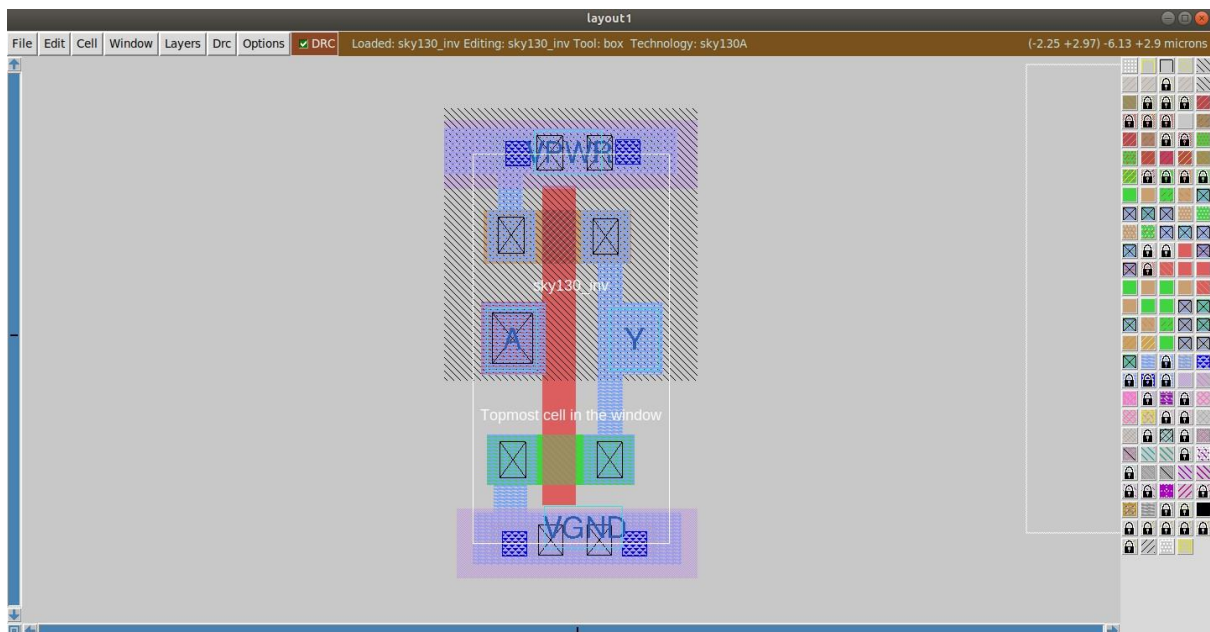 layout1
File Edit Cell Window Layers Drc Options DRC Loaded: sky130_inv Editing: sky130_inv Tool: box Technology: sky130A (-2.25 +2.97) -6.13 +2.9 microns
VPWR
sky130_inv
A Y
Topmost cell in the window
VGND